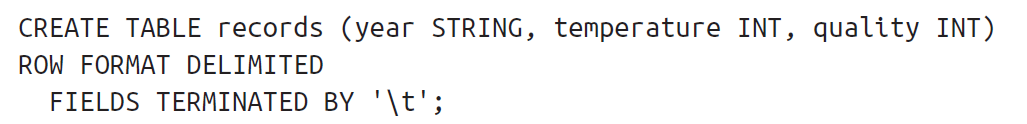 CREATE TABLE records (year STRING, temperature INT, quality INT)
ROW FORMAT DELIMITED
  FIELDS TERMINATED BY '\t';